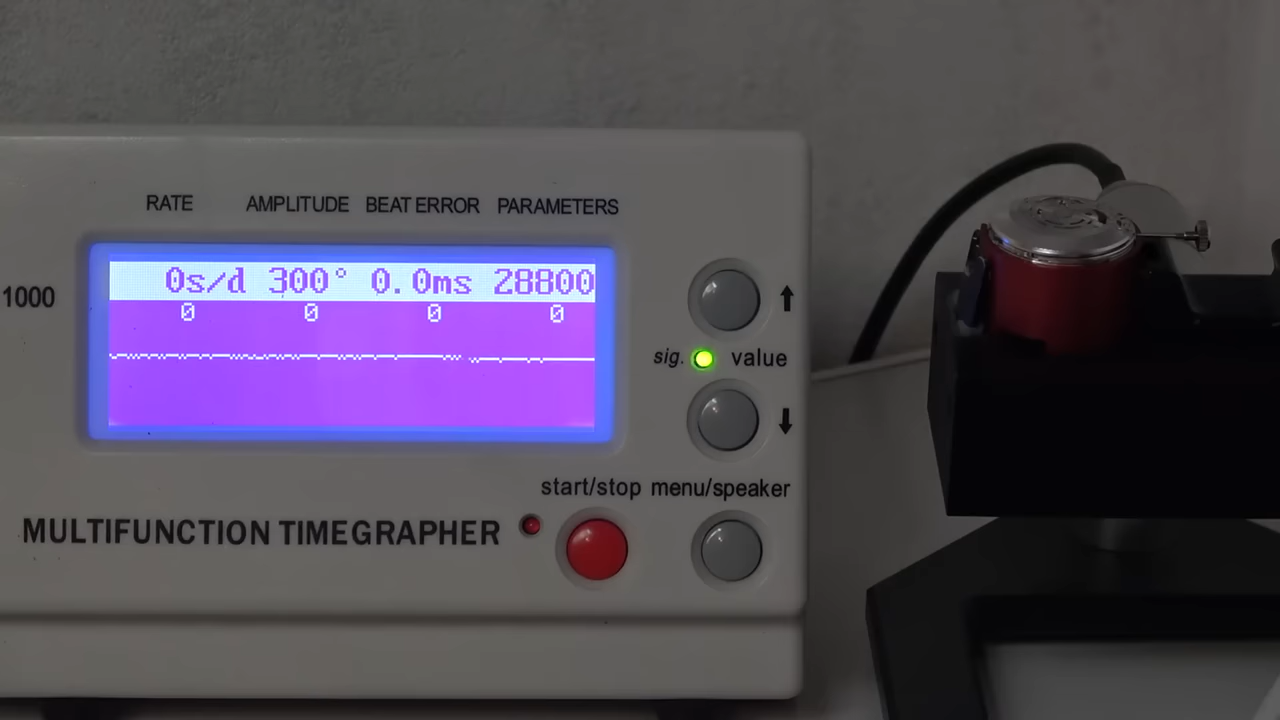 RATE AMPLITUDE BEAT ERROR PARAMETERS
0s/d 300° 0.0ms 28800
0 0 0 0
1000
sig. value
start/stop menu/speaker
MULTIFUNCTION TIMEGRAPHER